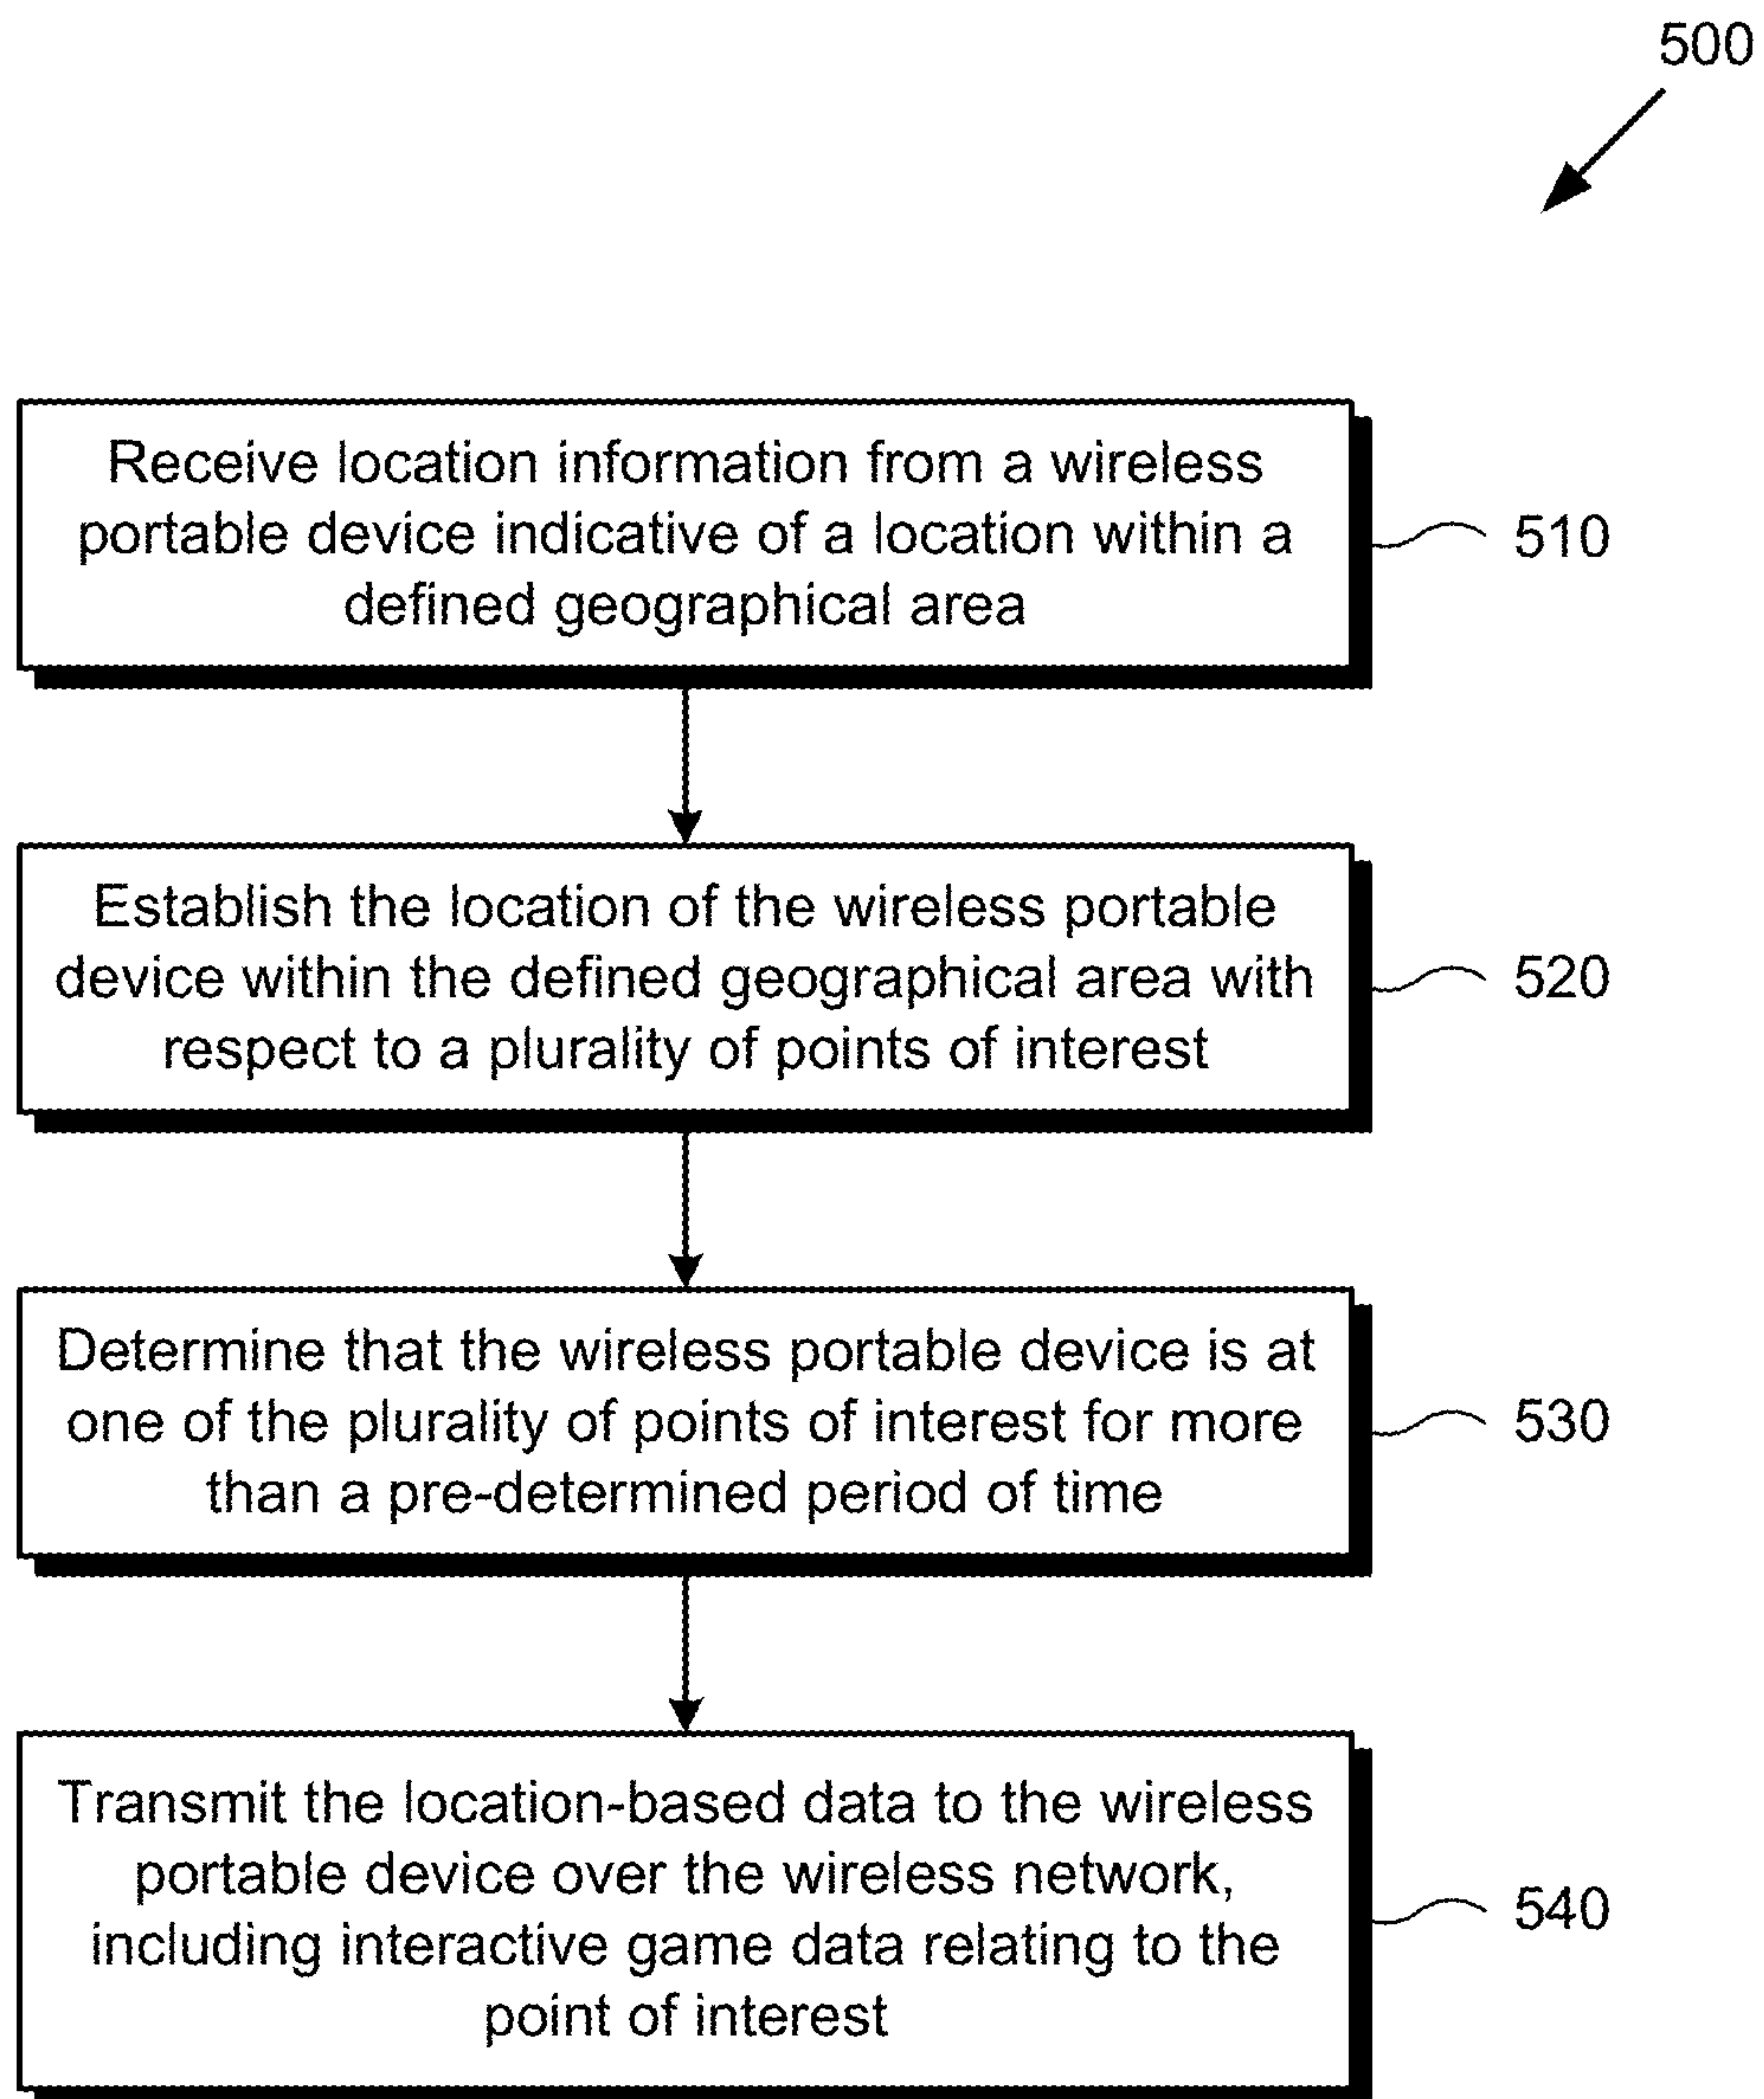 500
Receive location information from a wireless
portable device indicative of a location within a
defined geographical area
510
Establish the location of the wireless portable
device within the defined geographical area with
respect to a plurality of points of interest
520
Determine that the wireless portable device is at
one of the plurality of points of interest for more
than a pre-determined period of time
530
Transmit the location-based data to the wireless
portable device over the wireless network,
including interactive game data relating to the
point of interest
540